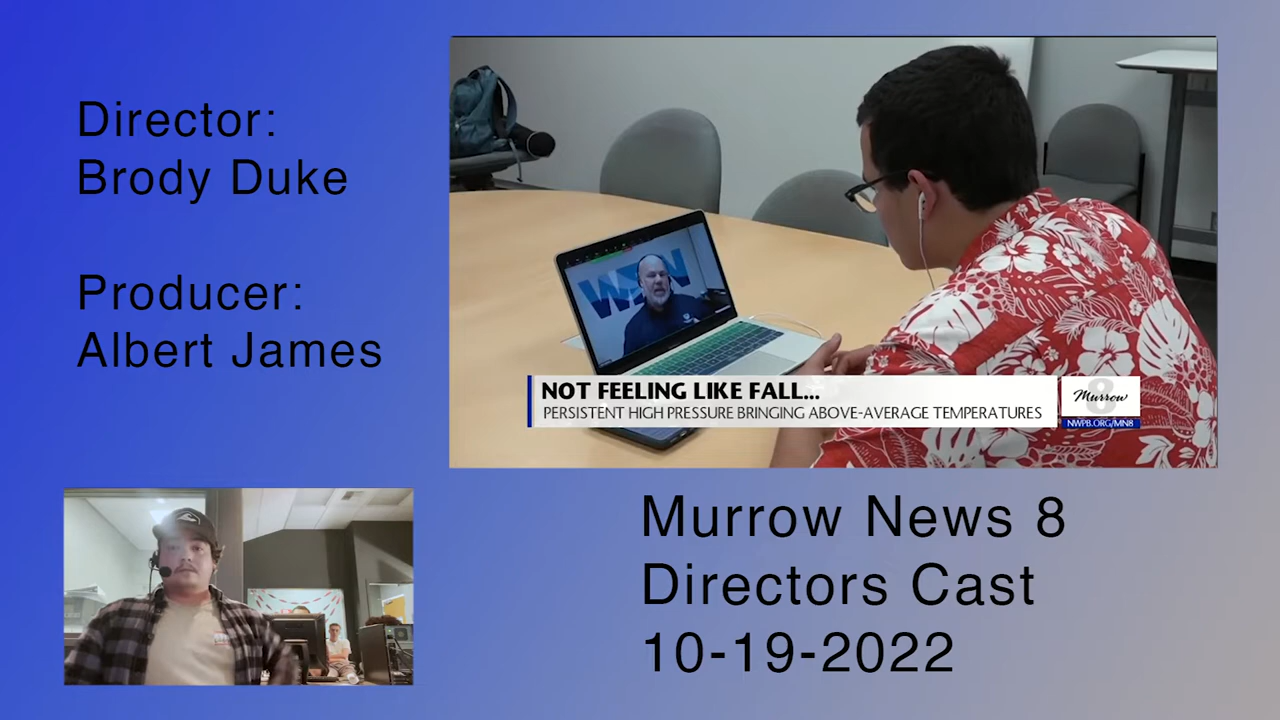 Director:
Brody Duke
Producer:
Albert James
NOT FEELING LIKE FALL...
PERSISTENT HIGH PRESSURE BRINGING ABOVE-AVERAGE TEMPERATURES
8
Murrow
NWPB.ORG/MN8
Murrow News 8
Directors Cast
10-19-2022